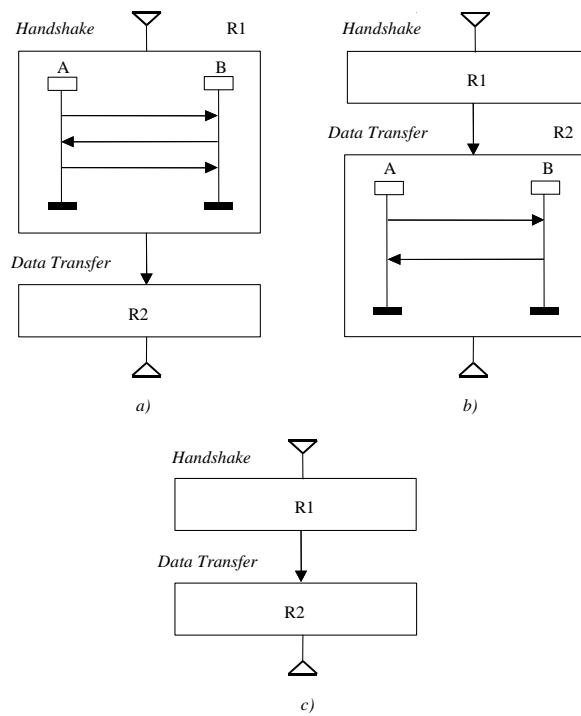 Handshake R1
A B
Data Transfer
R2
a)
Handshake
R1
Data Transfer R2
A B
b)
Handshake
R1
Data Transfer
R2
c)